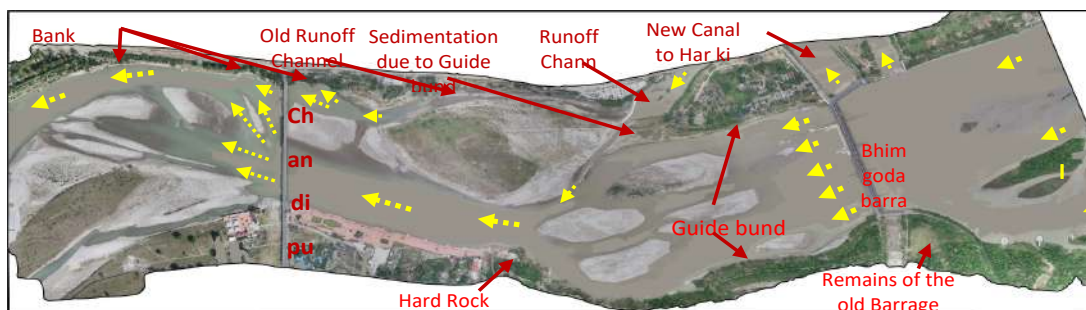 Bank
Old Runoff
Channel
Sedimentation
due to Guide
bund
Runoff
Chann
New Canal
to Har ki
Ch
an
di
pu
Bhim
goda
barra
Guide bund
Hard Rock
Remains of the
old Barrage